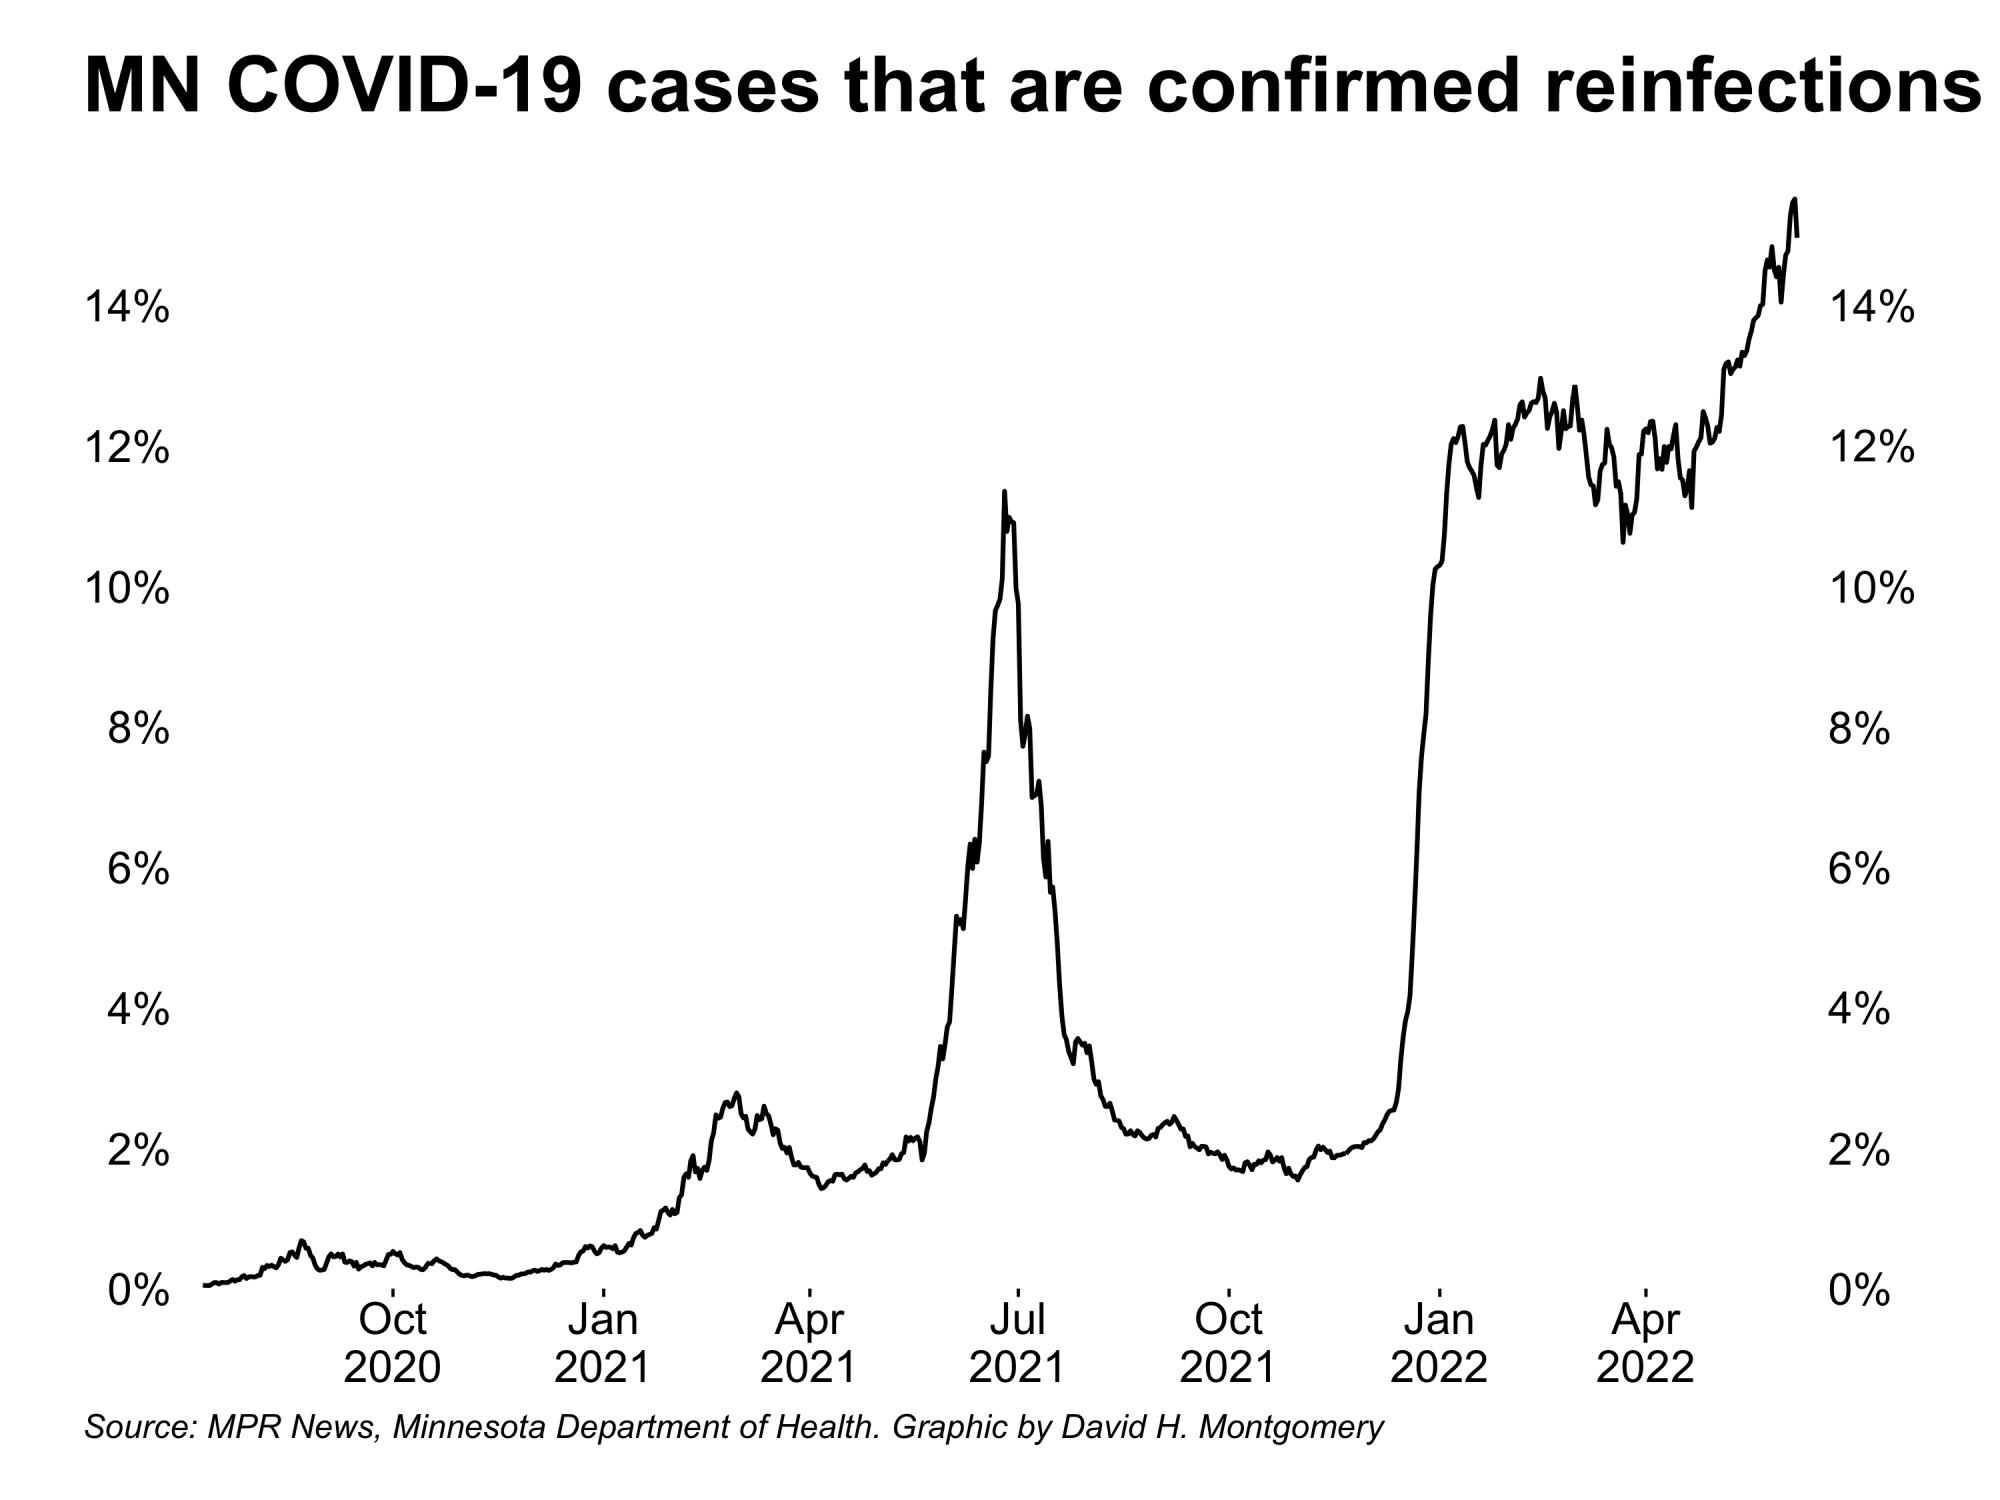 MN COVID-19 cases that are confirmed reinfections
14% 14%
12% 12%
10% 10%
8% 8%
6% 6%
4% 4%
2% 2%
0% 0%
Oct Jan Apr Jul Oct Jan Apr
2020 2021 2021 2021 2021 2022 2022
Source: MPR News, Minnesota Department of Health. Graphic by David H. Montgomery